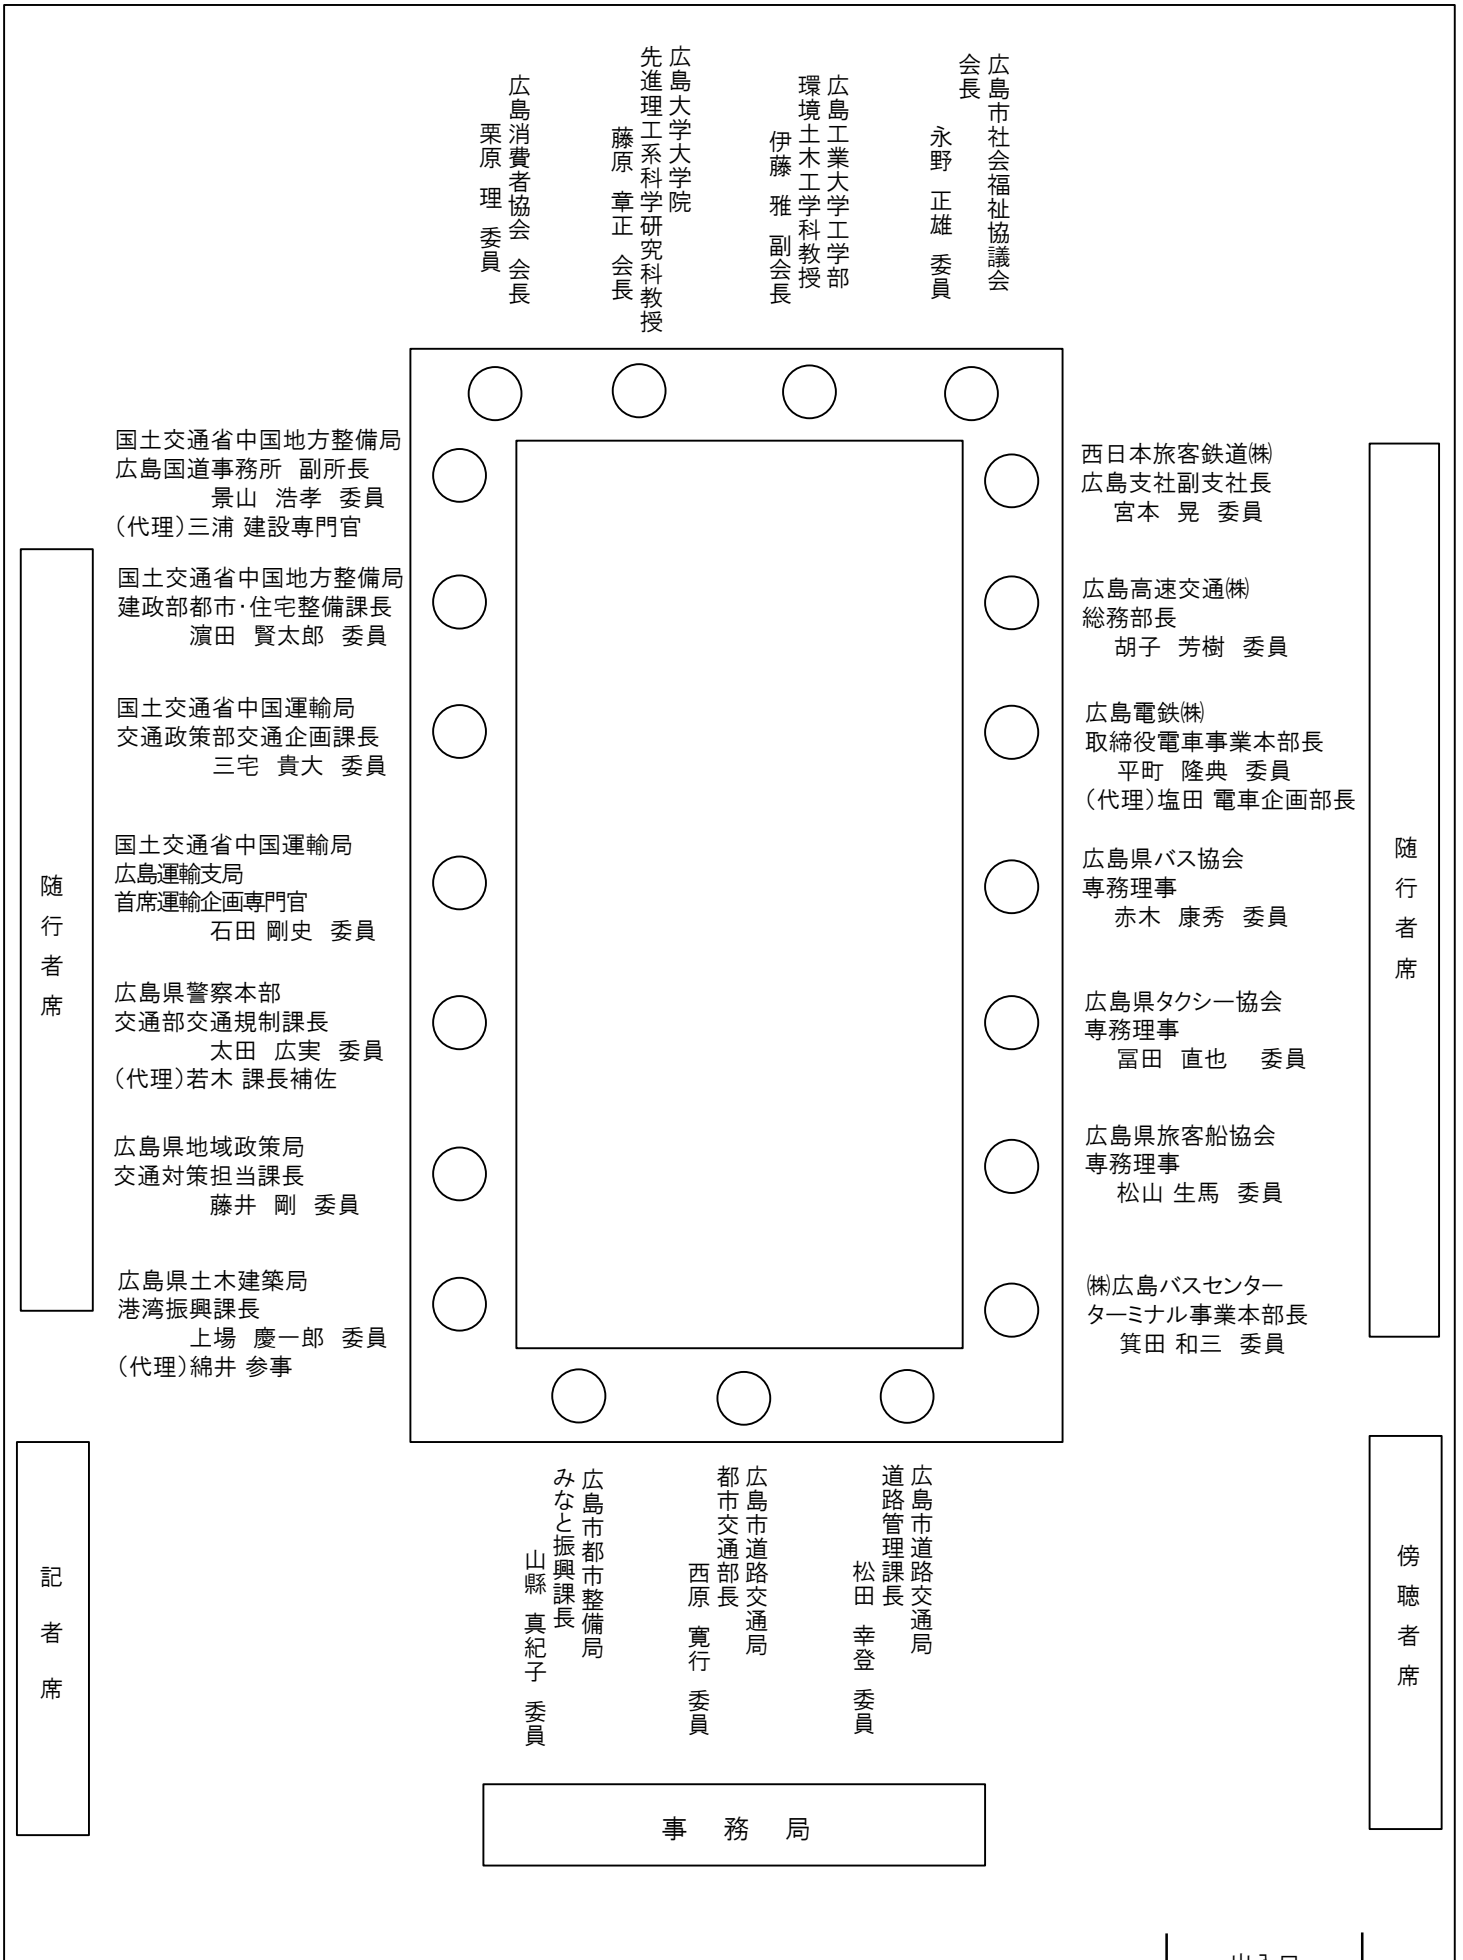 広島市社会福祉協議会
会長
永野 正雄 委員
広島工業大学工学部
環境土木工学科教授
伊藤 雅 副会長
広島大学大学院
先進理工系科学研究科教授
藤原 章正 会長
広島消費者協会 会長
栗原 理 委員
国土交通省中国地方整備局
広島国道事務所 副所長
景山 浩孝 委員
（代理）三浦 建設専門官
国土交通省中国地方整備局
建政部都市・住宅整備課長
濵田 賢太郎 委員
国土交通省中国運輸局
交通政策部交通企画課長
三宅 貴大 委員
国土交通省中国運輸局
広島運輸支局
首席運輸企画専門官
石田 剛史 委員
広島県警察本部
交通部交通規制課長
太田 広実 委員
（代理）若木 課長補佐
広島県地域政策局
交通対策担当課長
藤井 剛 委員
広島県土木建築局
港湾振興課長
上場 慶一郎 委員
（代理）綿井 参事
西日本旅客鉄道㈱
広島支社副支社長
宮本 晃 委員
広島高速交通㈱
総務部長
胡子 芳樹 委員
広島電鉄㈱
取締役電車事業本部長
平町 隆典 委員
（代理）塩田 電車企画部長
広島県バス協会
専務理事
赤木 康秀 委員
広島県タクシー協会
専務理事
冨田 直也 委員
広島県旅客船協会
専務理事
松山 生馬 委員
㈱広島バスセンター
ターミナル事業本部長
箕田 和三 委員
随行者席
随行者席
広島市道路交通局
道路管理課長
松田 幸登 委員
広島市道路交通局
都市交通部長
西原 寛行 委員
広島市都市整備局
みなと振興課長
山縣 真紀子 委員
記者席
傍聴者席
事務局
出入口